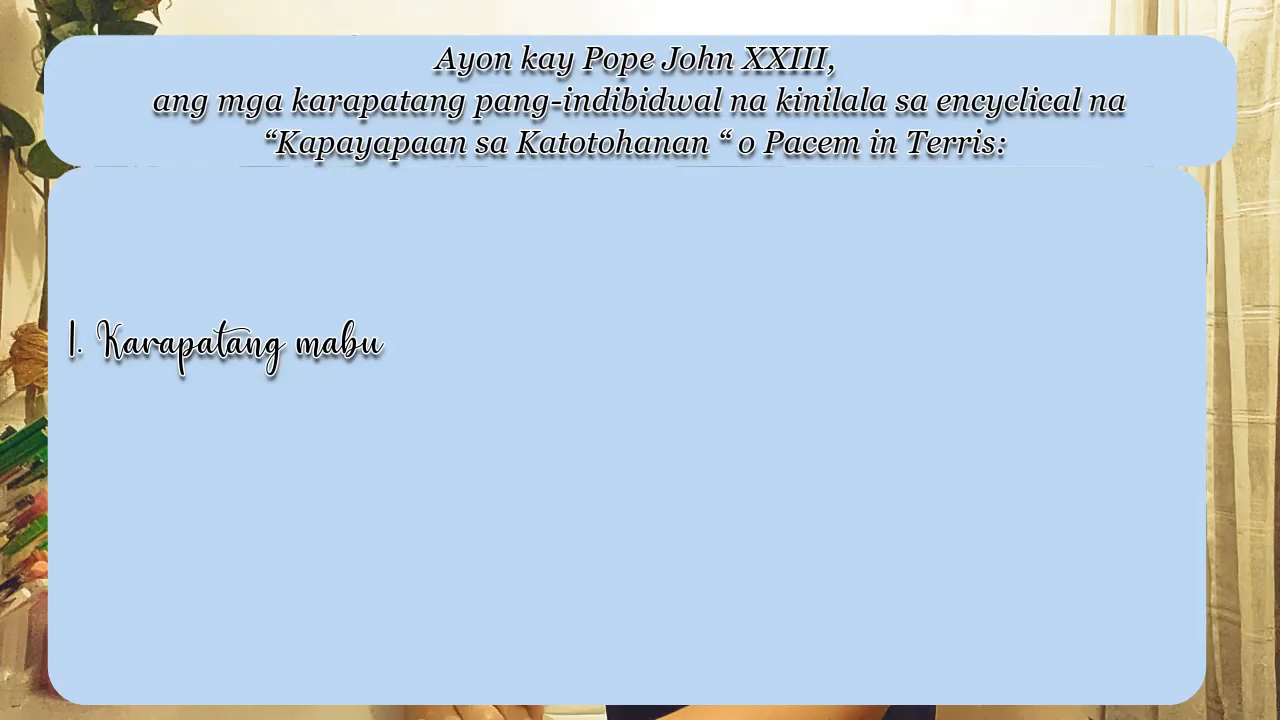 Ayon kay Pope John XXIII,
ang mga karapatang pang-indibidwal na kinilala sa encyclical na
“Kapayapaan sa Katotohanan “ o Pacem in Terris:
1. Karapatang mabu